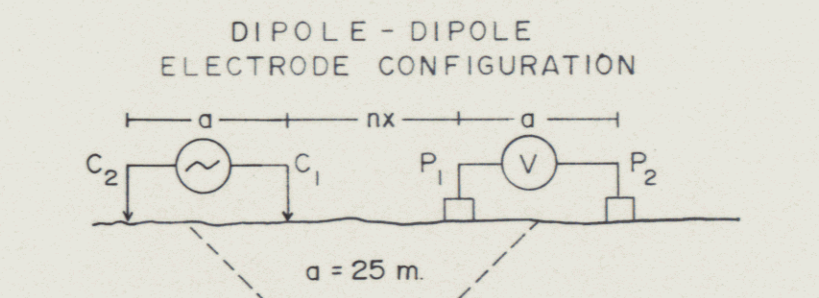 DIPOLE - DIPOLE
ELECTRODE CONFIGURATION
a nx a
C2 ~ C1 P1 V P2
a = 25 m.